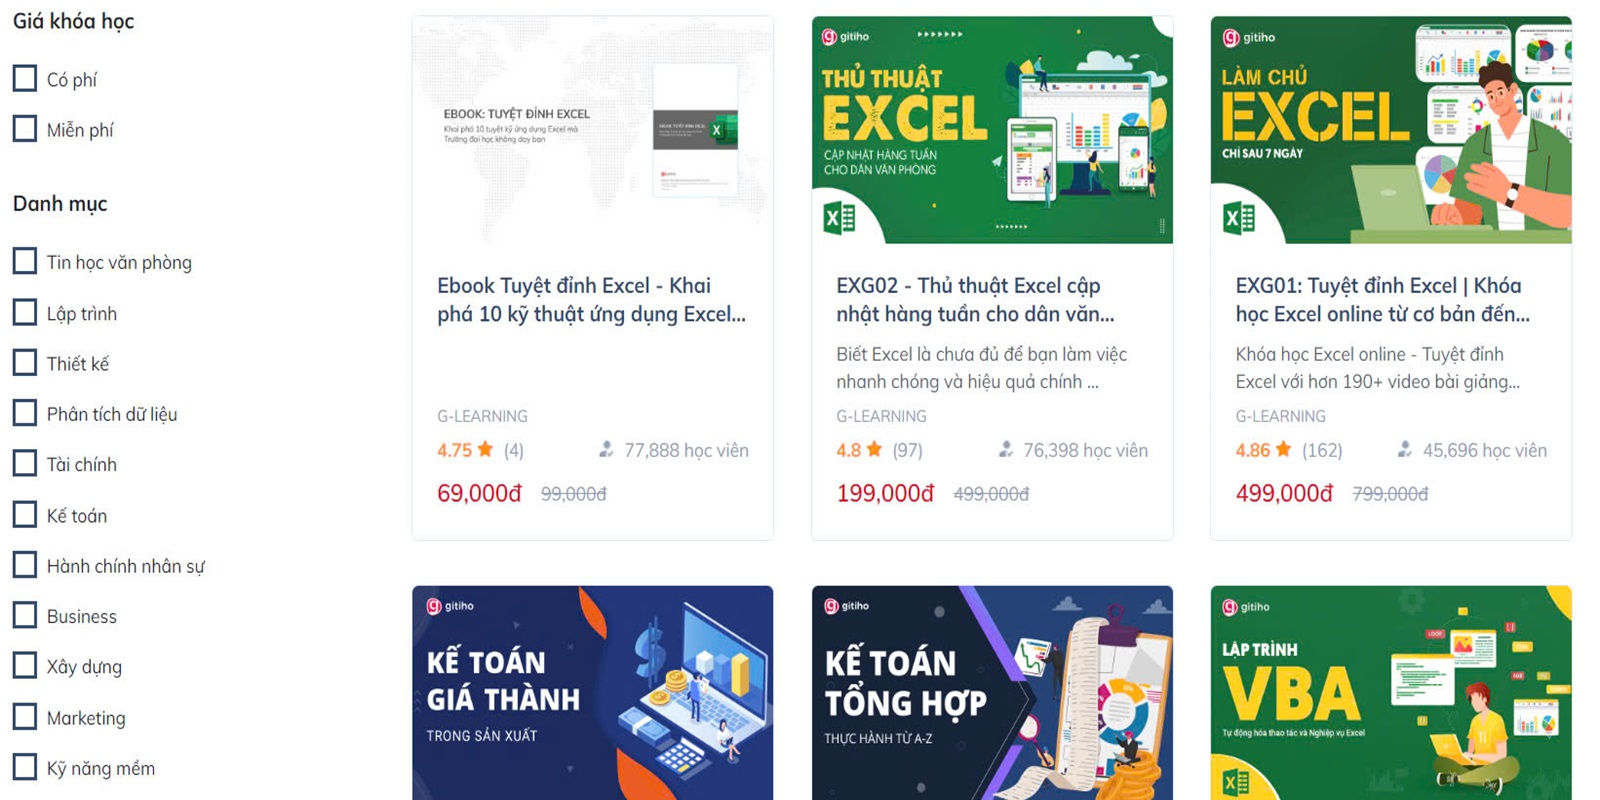 Giá khóa học
Có phí
Miễn phí
Danh mục
Tin học văn phòng
Lập trình
Thiết kế
Phân tích dữ liệu
Tài chính
Kế toán
Hành chính nhân sự
Business
Xây dựng
Marketing
Kỹ năng mềm
EBOOK: TUYỆT ĐỈNH EXCEL
Khai phá 10 tuyệt kỹ ứng dụng Excel mà
Trường đại học không dạy bạn
Ebook Tuyệt đỉnh Excel - Khai
phá 10 kỹ thuật ứng dụng Excel...
G-LEARNING
4.75 (4) 77,888 học viên
69,000đ 99,000đ
gitiho
THỦ THUẬT
EXCEL
CẬP NHẬT HÀNG TUẦN
CHO DÂN VĂN PHÒNG
EXG02 - Thủ thuật Excel cập
nhật hàng tuần cho dân văn...
Biết Excel là chưa đủ để bạn làm việc
nhanh chóng và hiệu quả chính ...
G-LEARNING
4.8 (97) 76,398 học viên
199,000đ 499,000đ
gitiho
LÀM CHỦ
EXCEL
CHỈ SAU 7 NGÀY
EXG01: Tuyệt đỉnh Excel | Khóa
học Excel online từ cơ bản đến...
Khóa học Excel online - Tuyệt đỉnh
Excel với hơn 190+ video bài giảng...
G-LEARNING
4.86 (162) 45,696 học viên
499,000đ 799,000đ
gitiho
KẾ TOÁN
GIÁ THÀNH
TRONG SẢN XUẤT
gitiho
KẾ TOÁN
TỔNG HỢP
THỰC HÀNH TỪ A-Z
gitiho
LẬP TRÌNH
VBA
Tự động hóa thao tác và Nghiệp vụ Excel